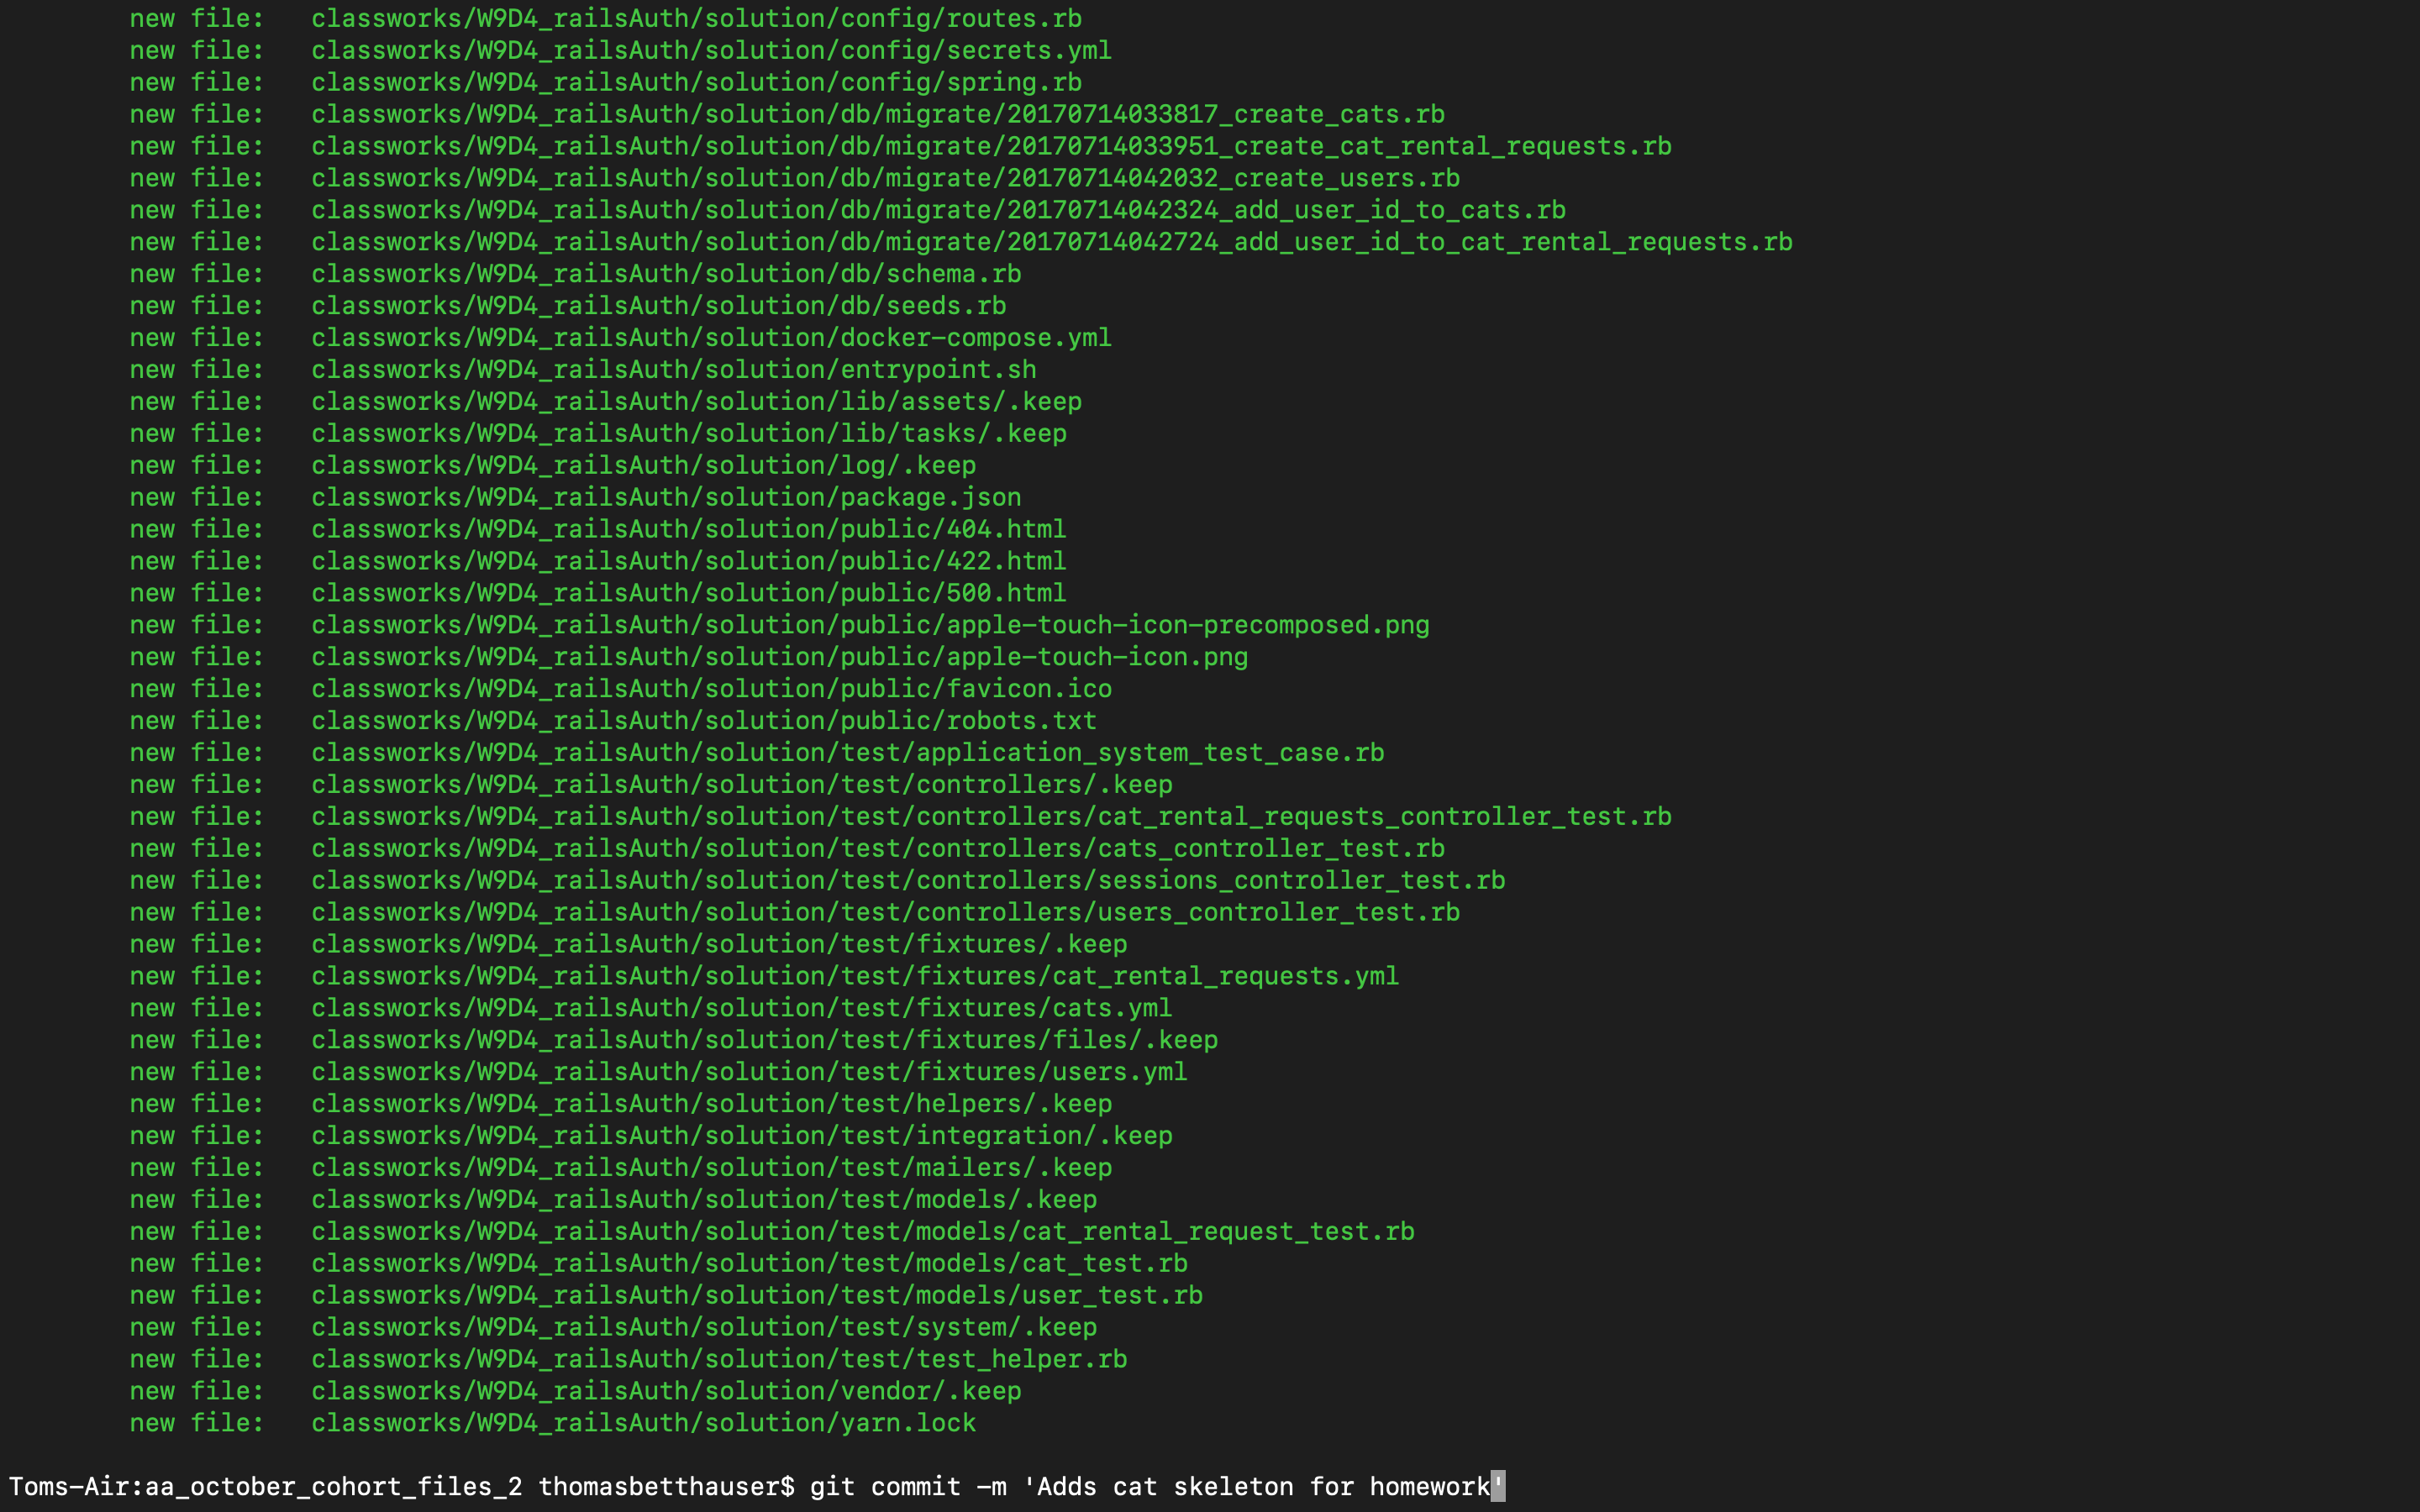 new file:   classworks/W9D4_railsAuth/solution/config/routes.rb
new file:   classworks/W9D4_railsAuth/solution/config/secrets.yml
new file:   classworks/W9D4_railsAuth/solution/config/spring.rb
new file:   classworks/W9D4_railsAuth/solution/db/migrate/20170714033817_create_cats.rb
new file:   classworks/W9D4_railsAuth/solution/db/migrate/20170714033951_create_cat_rental_requests.rb
new file:   classworks/W9D4_railsAuth/solution/db/migrate/20170714042032_create_users.rb
new file:   classworks/W9D4_railsAuth/solution/db/migrate/20170714042324_add_user_id_to_cats.rb
new file:   classworks/W9D4_railsAuth/solution/db/migrate/20170714042724_add_user_id_to_cat_rental_requests.rb
new file:   classworks/W9D4_railsAuth/solution/db/schema.rb
new file:   classworks/W9D4_railsAuth/solution/db/seeds.rb
new file:   classworks/W9D4_railsAuth/solution/docker-compose.yml
new file:   classworks/W9D4_railsAuth/solution/entrypoint.sh
new file:   classworks/W9D4_railsAuth/solution/lib/assets/.keep
new file:   classworks/W9D4_railsAuth/solution/lib/tasks/.keep
new file:   classworks/W9D4_railsAuth/solution/log/.keep
new file:   classworks/W9D4_railsAuth/solution/package.json
new file:   classworks/W9D4_railsAuth/solution/public/404.html
new file:   classworks/W9D4_railsAuth/solution/public/422.html
new file:   classworks/W9D4_railsAuth/solution/public/500.html
new file:   classworks/W9D4_railsAuth/solution/public/apple-touch-icon-precomposed.png
new file:   classworks/W9D4_railsAuth/solution/public/apple-touch-icon.png
new file:   classworks/W9D4_railsAuth/solution/public/favicon.ico
new file:   classworks/W9D4_railsAuth/solution/public/robots.txt
new file:   classworks/W9D4_railsAuth/solution/test/application_system_test_case.rb
new file:   classworks/W9D4_railsAuth/solution/test/controllers/.keep
new file:   classworks/W9D4_railsAuth/solution/test/controllers/cat_rental_requests_controller_test.rb
new file:   classworks/W9D4_railsAuth/solution/test/controllers/cats_controller_test.rb
new file:   classworks/W9D4_railsAuth/solution/test/controllers/sessions_controller_test.rb
new file:   classworks/W9D4_railsAuth/solution/test/controllers/users_controller_test.rb
new file:   classworks/W9D4_railsAuth/solution/test/fixtures/.keep
new file:   classworks/W9D4_railsAuth/solution/test/fixtures/cat_rental_requests.yml
new file:   classworks/W9D4_railsAuth/solution/test/fixtures/cats.yml
new file:   classworks/W9D4_railsAuth/solution/test/fixtures/files/.keep
new file:   classworks/W9D4_railsAuth/solution/test/fixtures/users.yml
new file:   classworks/W9D4_railsAuth/solution/test/helpers/.keep
new file:   classworks/W9D4_railsAuth/solution/test/integration/.keep
new file:   classworks/W9D4_railsAuth/solution/test/mailers/.keep
new file:   classworks/W9D4_railsAuth/solution/test/models/.keep
new file:   classworks/W9D4_railsAuth/solution/test/models/cat_rental_request_test.rb
new file:   classworks/W9D4_railsAuth/solution/test/models/cat_test.rb
new file:   classworks/W9D4_railsAuth/solution/test/models/user_test.rb
new file:   classworks/W9D4_railsAuth/solution/test/system/.keep
new file:   classworks/W9D4_railsAuth/solution/test/test_helper.rb
new file:   classworks/W9D4_railsAuth/solution/vendor/.keep
new file:   classworks/W9D4_railsAuth/solution/yarn.lock
Toms-Air:aa_october_cohort_files_2 thomasbetthauser$ git commit -m 'Adds cat skeleton for homework'